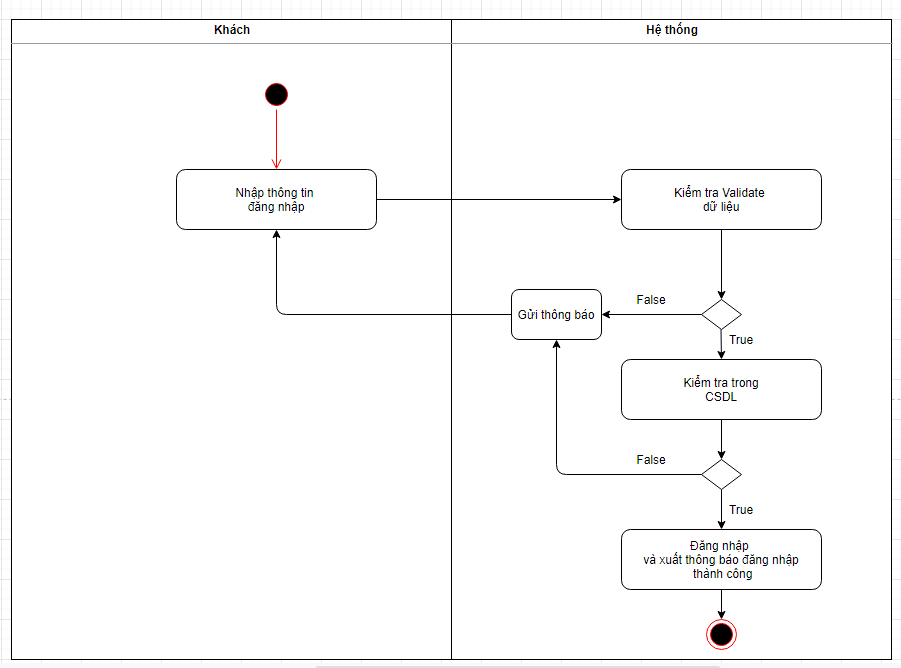 Khách
Hệ thống
Nhập thông tin
đăng nhập
Kiểm tra Validate
dữ liệu
False
Gửi thông báo
True
Kiểm tra trong
CSDL
False
True
Đăng nhập
và xuất thông báo đăng nhập
thành công